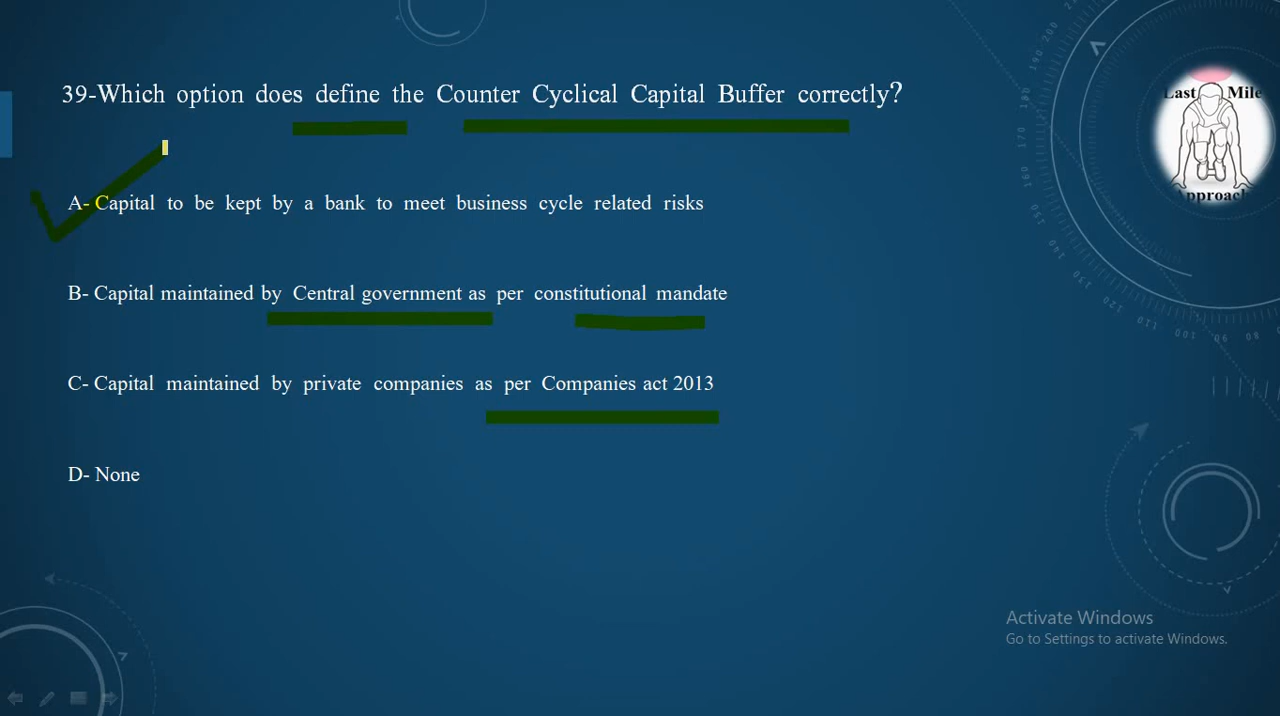 39-Which option does define the Counter Cyclical Capital Buffer correctly?
Last Mile
Approach
A- Capital to be kept by a bank to meet business cycle related risks
B- Capital maintained by Central government as per constitutional mandate
C- Capital maintained by private companies as per Companies act 2013
D- None
Activate Windows
Go to Settings to activate Windows.